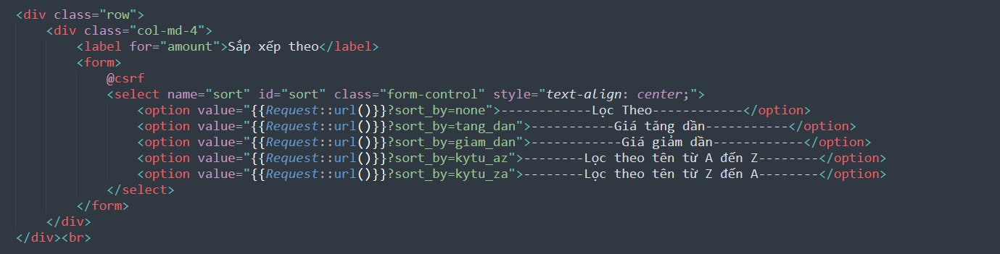 <div class="row">
<div class="col-md-4">
<label for="amount">Sắp xếp theo</label>
<form>
@csrf
<select name="sort" id="sort" class="form-control" style="text-align: center;">
<option value="{{Request::url()}}?sort_by=none">------------Lọc Theo------------</option>
<option value="{{Request::url()}}?sort_by=tang_dan">-----------Giá tăng dần-----------</option>
<option value="{{Request::url()}}?sort_by=giam_dan">------------Giá giảm dần------------</option>
<option value="{{Request::url()}}?sort_by=kytu_az">--------Lọc theo tên từ A đến Z--------</option>
<option value="{{Request::url()}}?sort_by=kytu_za">--------Lọc theo tên từ Z đến A--------</option>
</select>
</form>
</div>
</div><br>